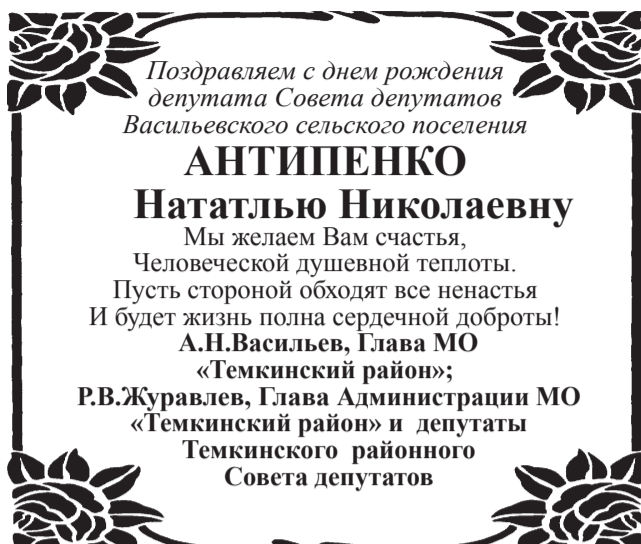 Поздравляем с днем рождения
депутата Совета депутатов
Васильевского сельского поселения
АНТИПЕНКО
Нататлью Николаевну
Мы желаем Вам счастья,
Человеческой душевной теплоты.
Пусть стороной обходят все ненастья
И будет жизнь полна сердечной доброты!
А.Н.Васильев, Глава МО
«Темкинский район»;
Р.В.Журавлев, Глава Администрации МО
«Темкинский район» и депутаты
Темкинского районного
Совета депутатов